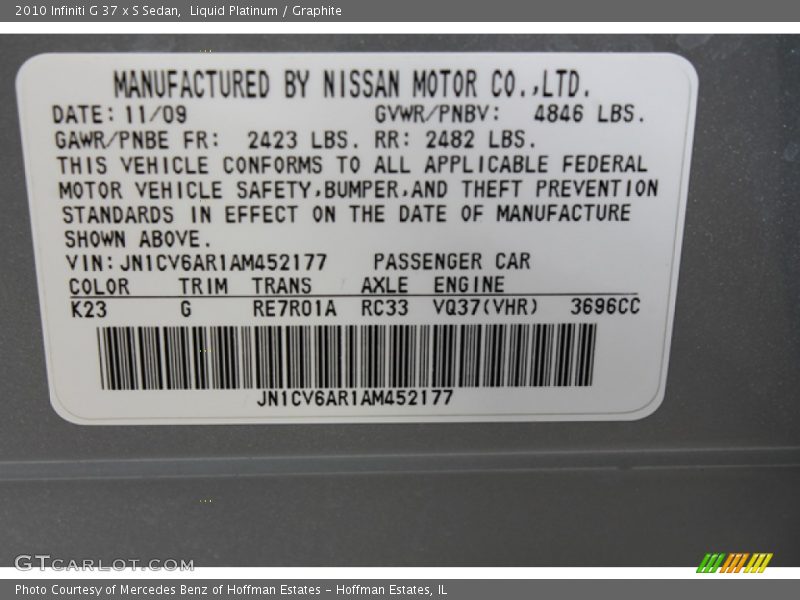 2010 Infiniti G 37 x S Sedan,  Liquid Platinum / Graphite
MANUFACTURED BY NISSAN MOTOR CO.,LTD.
DATE: 11/09 GVWR/PNBV: 4846 LBS.
GAWR/PNBE FR: 2423 LBS. RR: 2482 LBS.
THIS VEHICLE CONFORMS TO ALL APPLICABLE FEDERAL
MOTOR VEHICLE SAFETY,BUMPER,AND THEFT PREVENTION
STANDARDS IN EFFECT ON THE DATE OF MANUFACTURE
SHOWN ABOVE.
VIN: JN1CV6AR1AM452177 PASSENGER CAR
COLOR TRIM TRANS AXLE ENGINE
K23 G RE7R01A RC33 VQ37(VHR) 3696CC
JN1CV6AR1AM452177
GTCARLOT.COM
Photo Courtesy of Mercedes Benz of Hoffman Estates - Hoffman Estates, IL